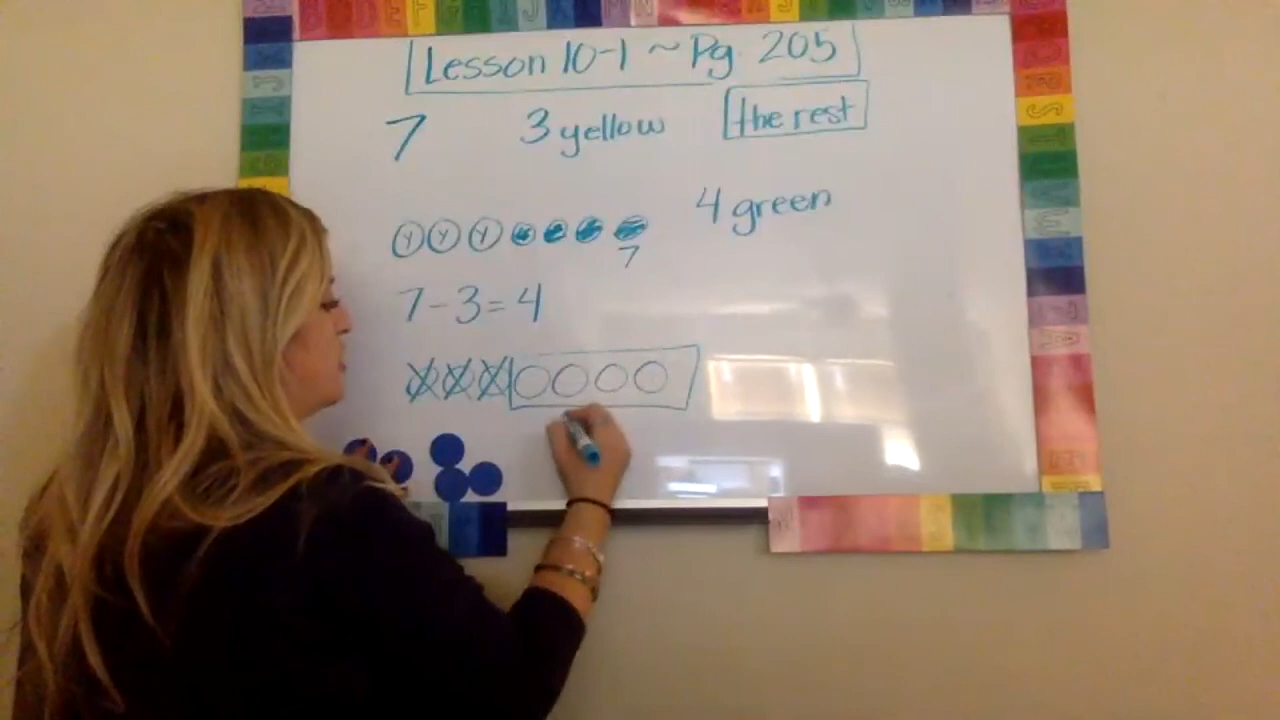 Lesson 10-1 ~ Pg. 205
7 3 yellow the rest
4 green
Y Y Y
7
7-3=4